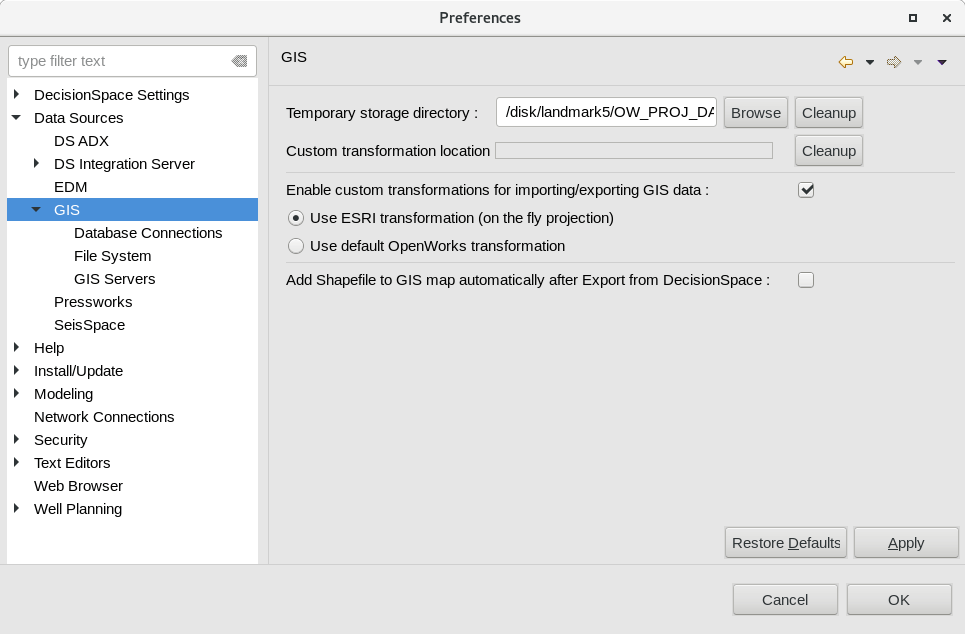 Preferences
type filter text
DecisionSpace Settings
Data Sources
DS ADX
DS Integration Server
EDM
GIS
Database Connections
File System
GIS Servers
Pressworks
SeisSpace
Help
Install/Update
Modeling
Network Connections
Security
Text Editors
Web Browser
Well Planning
GIS
Temporary storage directory : /disk/landmark5/OW_PROJ_DA Browse Cleanup
Custom transformation location Cleanup
Enable custom transformations for importing/exporting GIS data :
Use ESRI transformation (on the fly projection)
Use default OpenWorks transformation
Add Shapefile to GIS map automatically after Export from DecisionSpace :
Restore Defaults Apply
Cancel OK